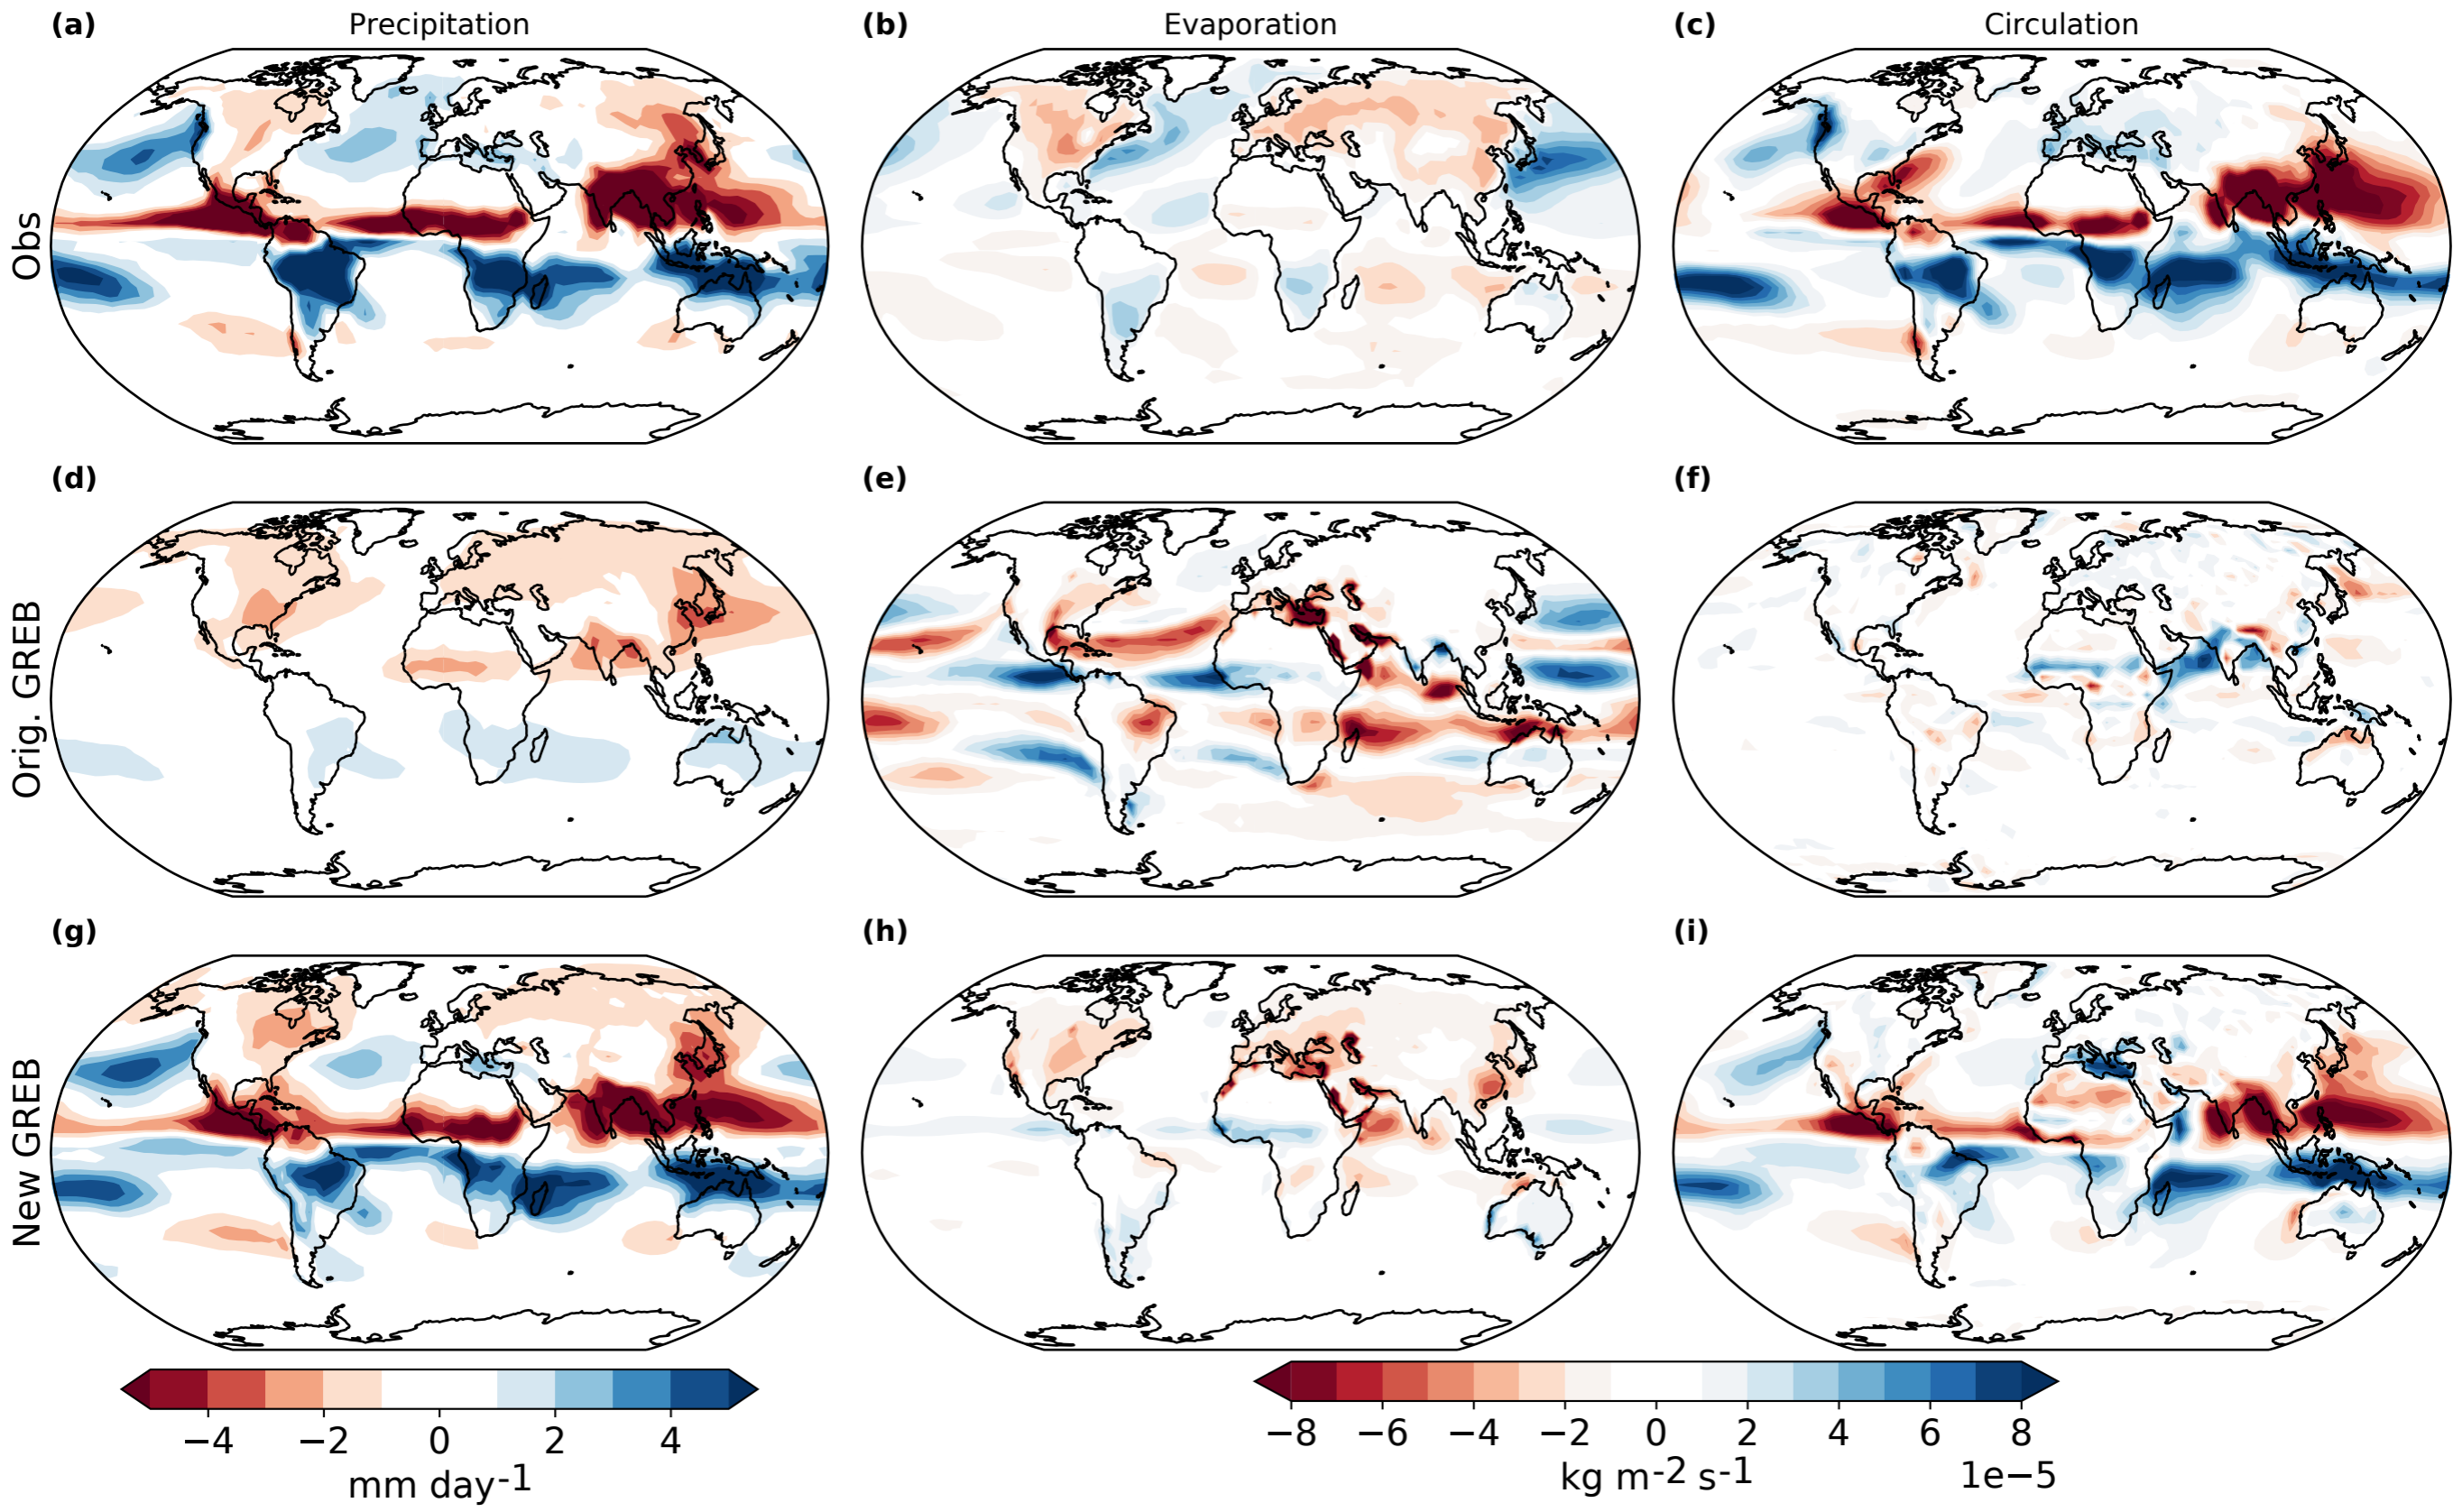 (a) Precipitation (b) Evaporation (c) Circulation
Obs
(d) (e) (f)
Orig. GREB
(g) (h) (i)
New GREB
−4 −2 0 2 4
mm day-1
−8 −6 −4 −2 0 2 4 6 8
kg m-2 s-1 1e−5